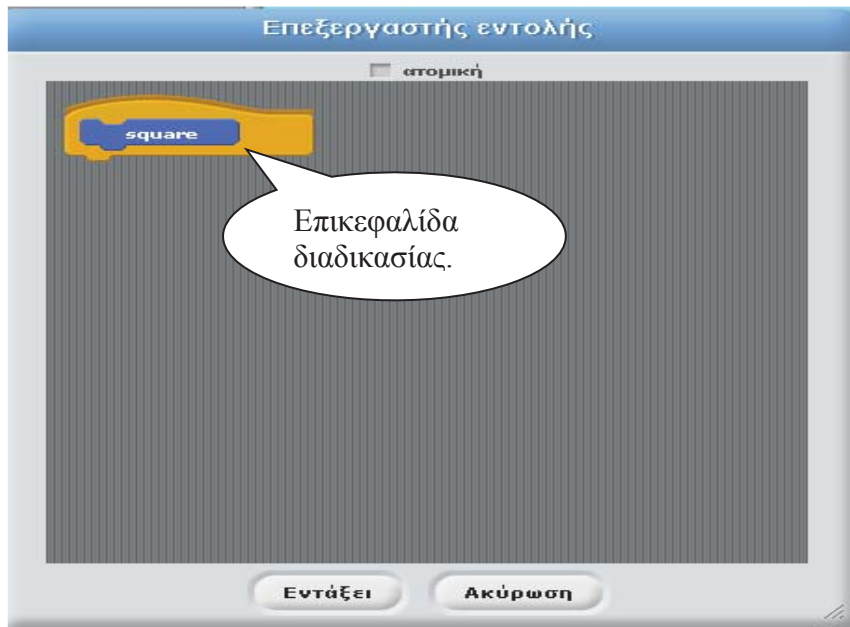 Επεξεργαστής εντολής
ατομική
square
Επικεφαλίδα
διαδικασίας.
Εντάξει
Ακύρωση